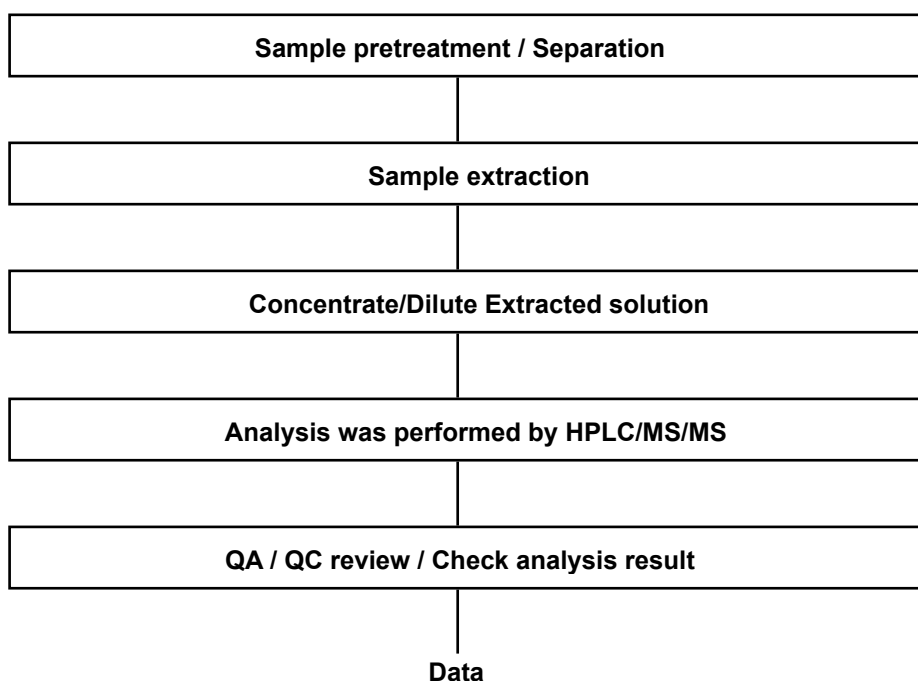 Sample pretreatment / Separation
Sample extraction
Concentrate/Dilute Extracted solution
Analysis was performed by HPLC/MS/MS
QA / QC review / Check analysis result
Data